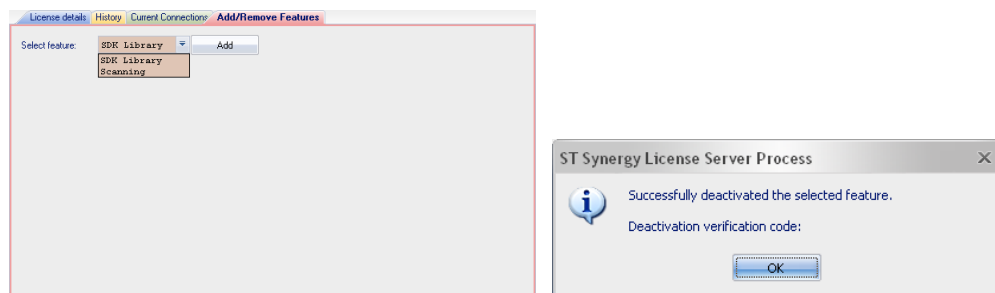 License details History Current Connections Add/Remove Features
Select feature: SDK Library Add
SDK Library
Scanning
ST Synergy License Server Process
Successfully deactivated the selected feature.
Deactivation verification code:
OK